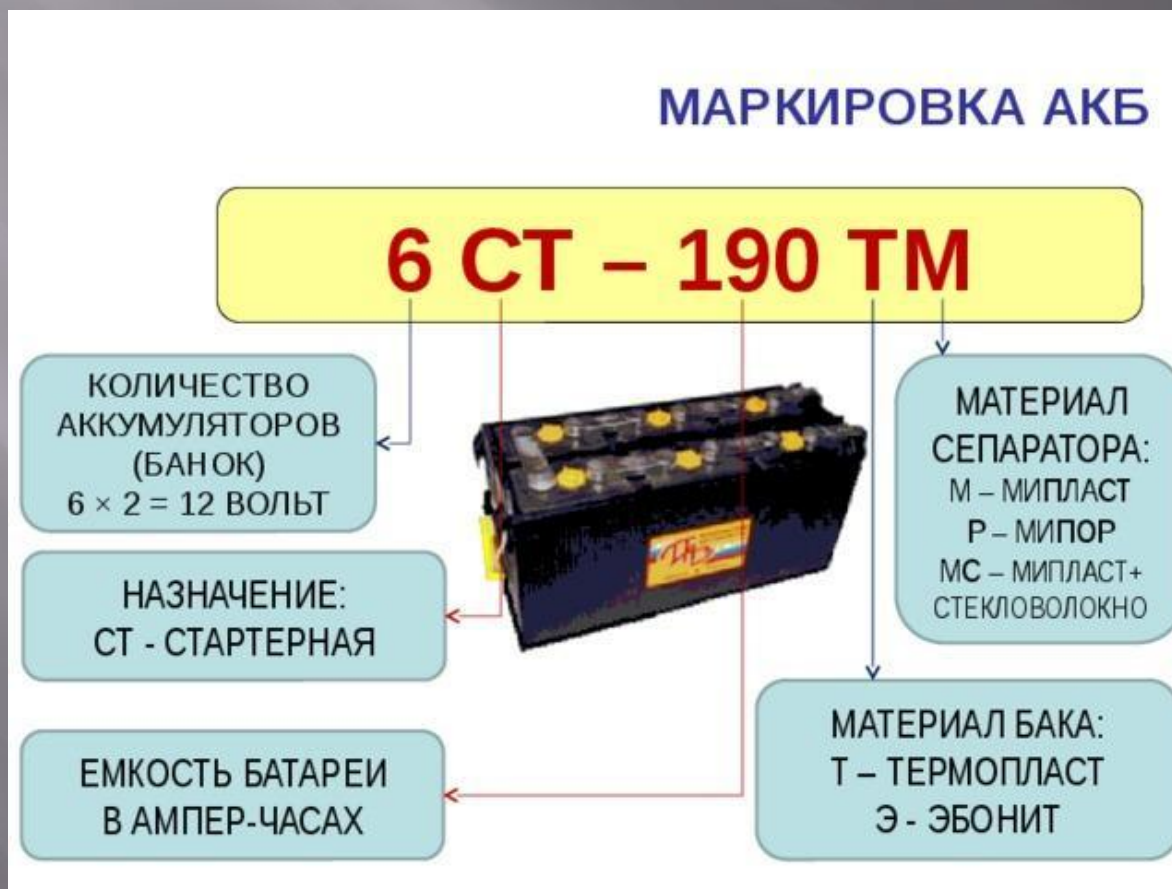 МАРКИРОВКА АКБ
6 СТ – 190 ТМ
КОЛИЧЕСТВО
АККУМУЛЯТОРОВ
(БАНОК)
6 × 2 = 12 ВОЛЬТ
НАЗНАЧЕНИЕ:
СТ - СТАРТЕРНАЯ
ЕМКОСТЬ БАТАРЕИ
В АМПЕР-ЧАСАХ
МАТЕРИАЛ
СЕПАРАТОРА:
М – МИПЛАСТ
Р – МИПОР
МС – МИПЛАСТ+
СТЕКЛОВОЛОКНО
МАТЕРИАЛ БАКА:
Т – ТЕРМОПЛАСТ
Э - ЭБОНИТ